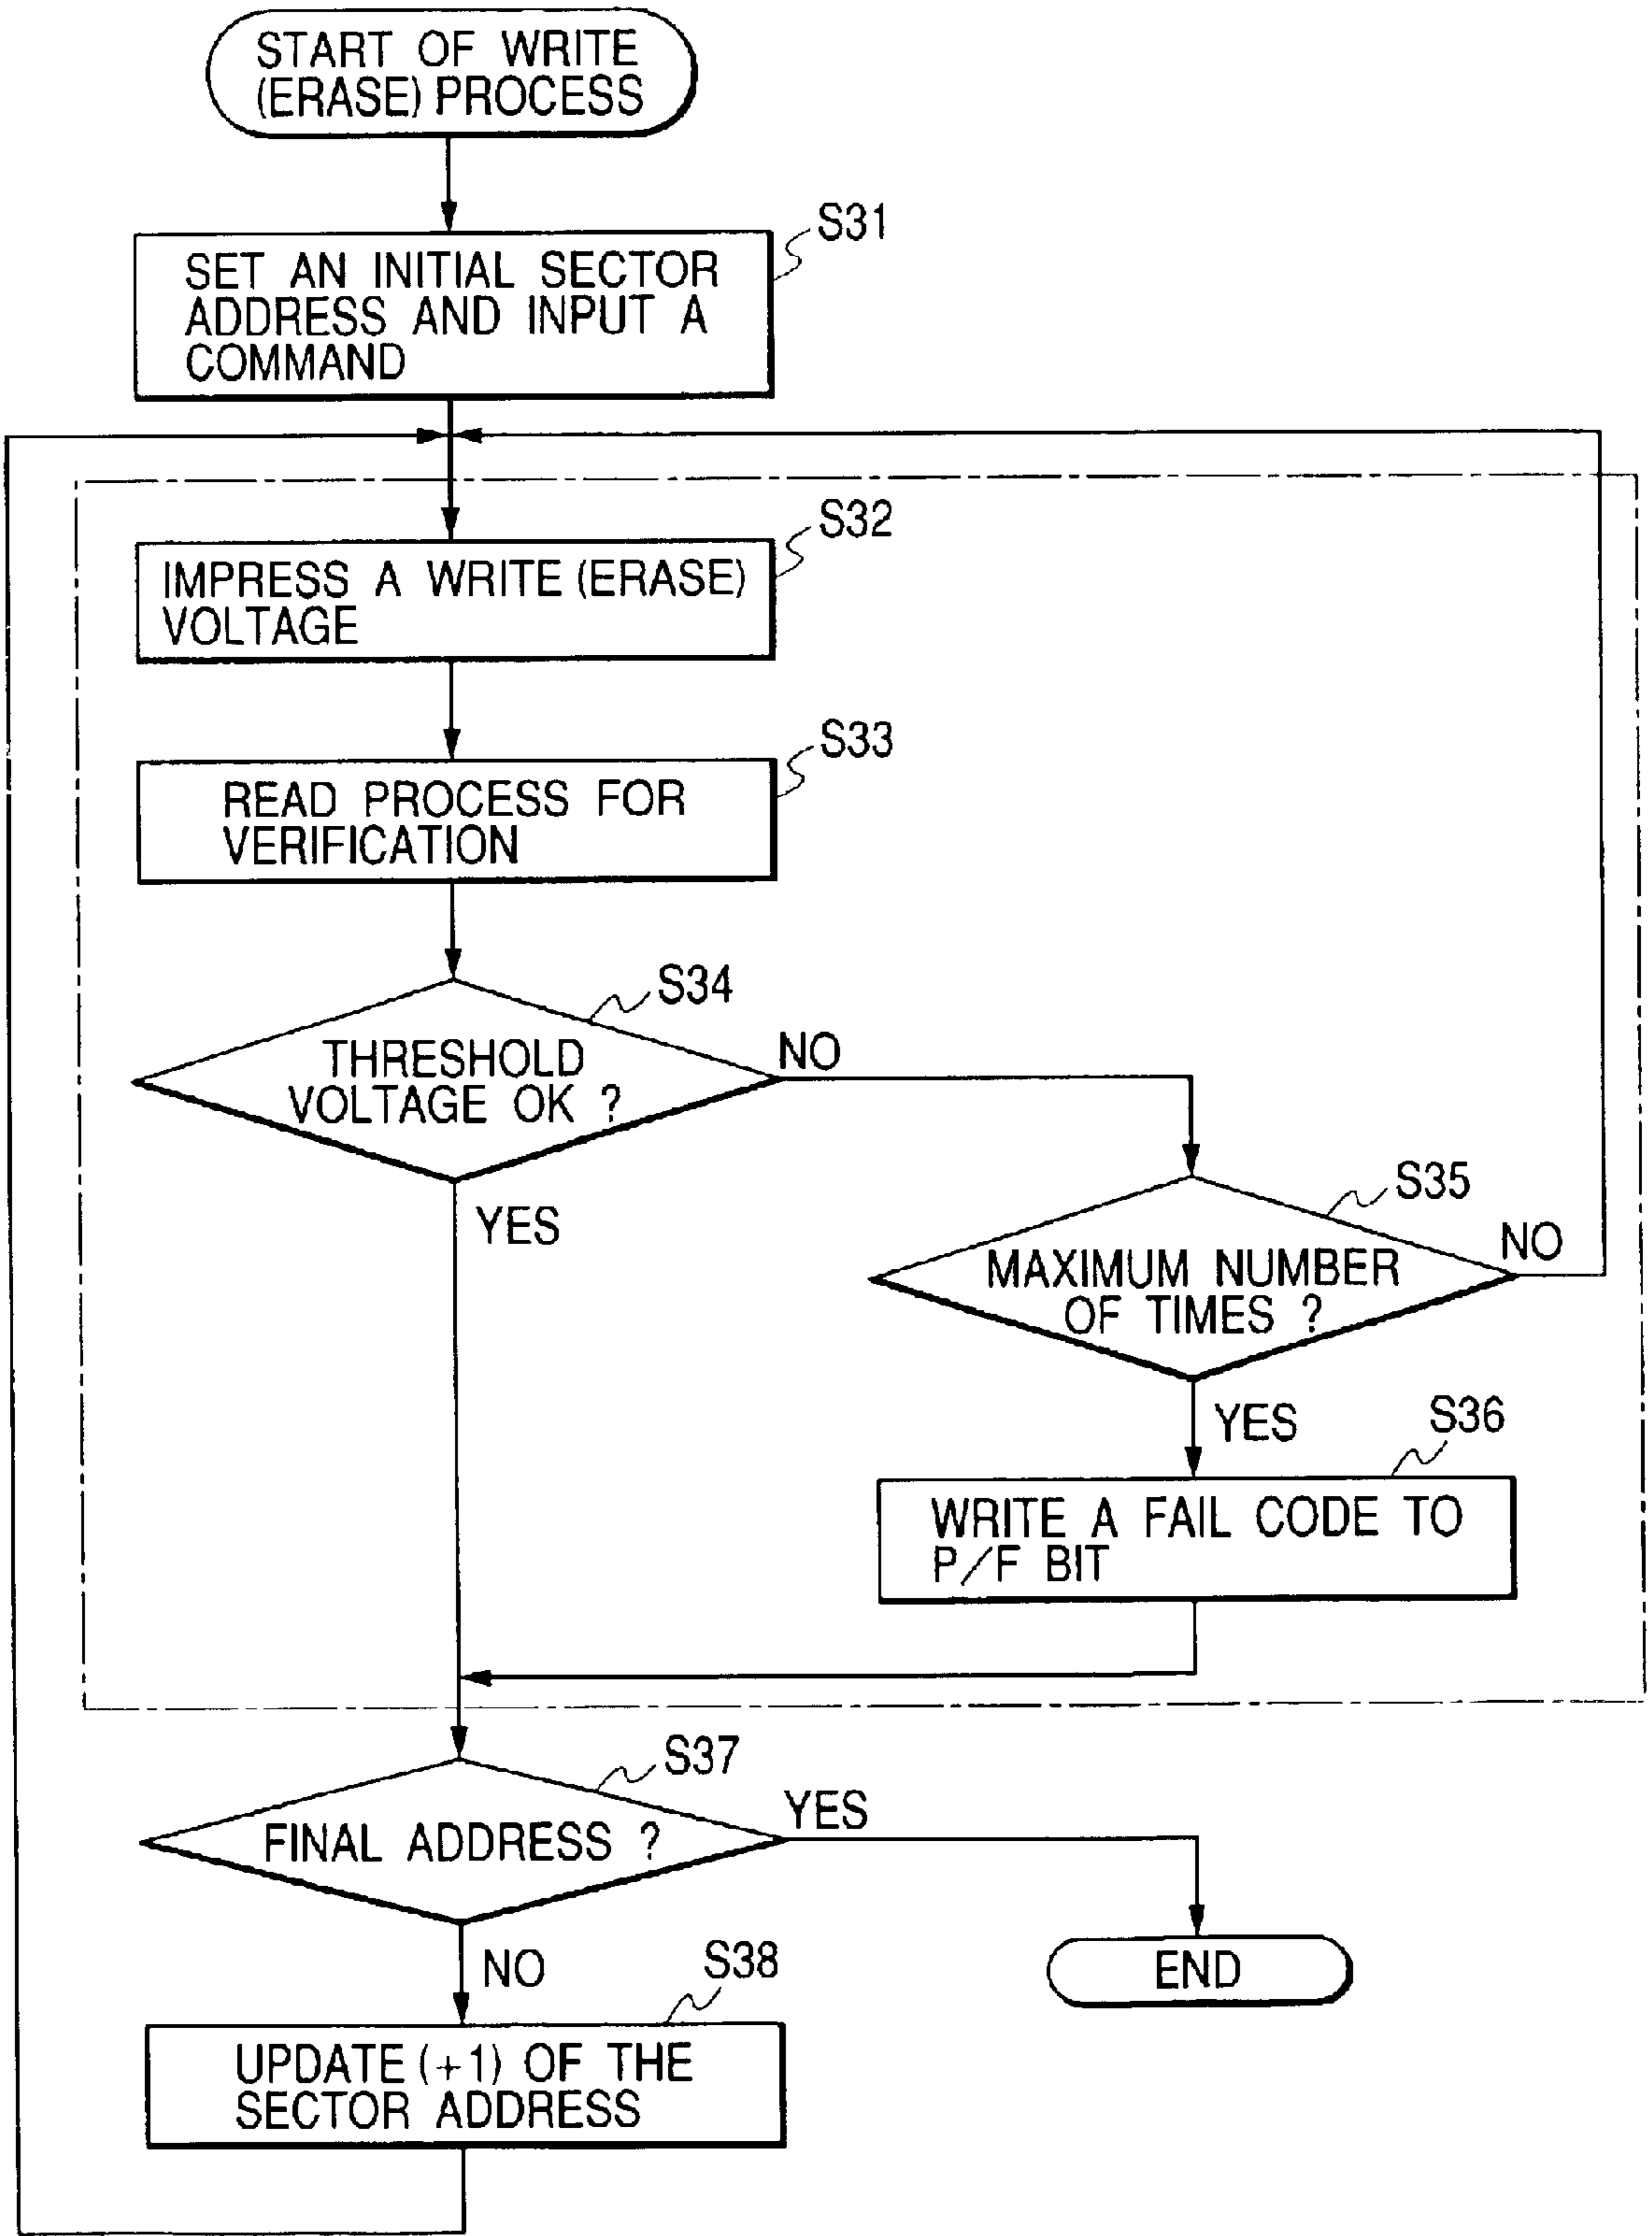 START OF WRITE
(ERASE) PROCESS
S31
SET AN INITIAL SECTOR
ADDRESS AND INPUT A
COMMAND
S32
IMPRESS A WRITE (ERASE)
VOLTAGE
S33
READ PROCESS FOR
VERIFICATION
S34
THRESHOLD
VOLTAGE OK ?
NO
YES
S35
MAXIMUM NUMBER
OF TIMES ?
NO
YES
S36
WRITE A FAIL CODE TO
P/F BIT
S37
FINAL ADDRESS ?
YES
NO
END
S38
UPDATE (+1) OF THE
SECTOR ADDRESS